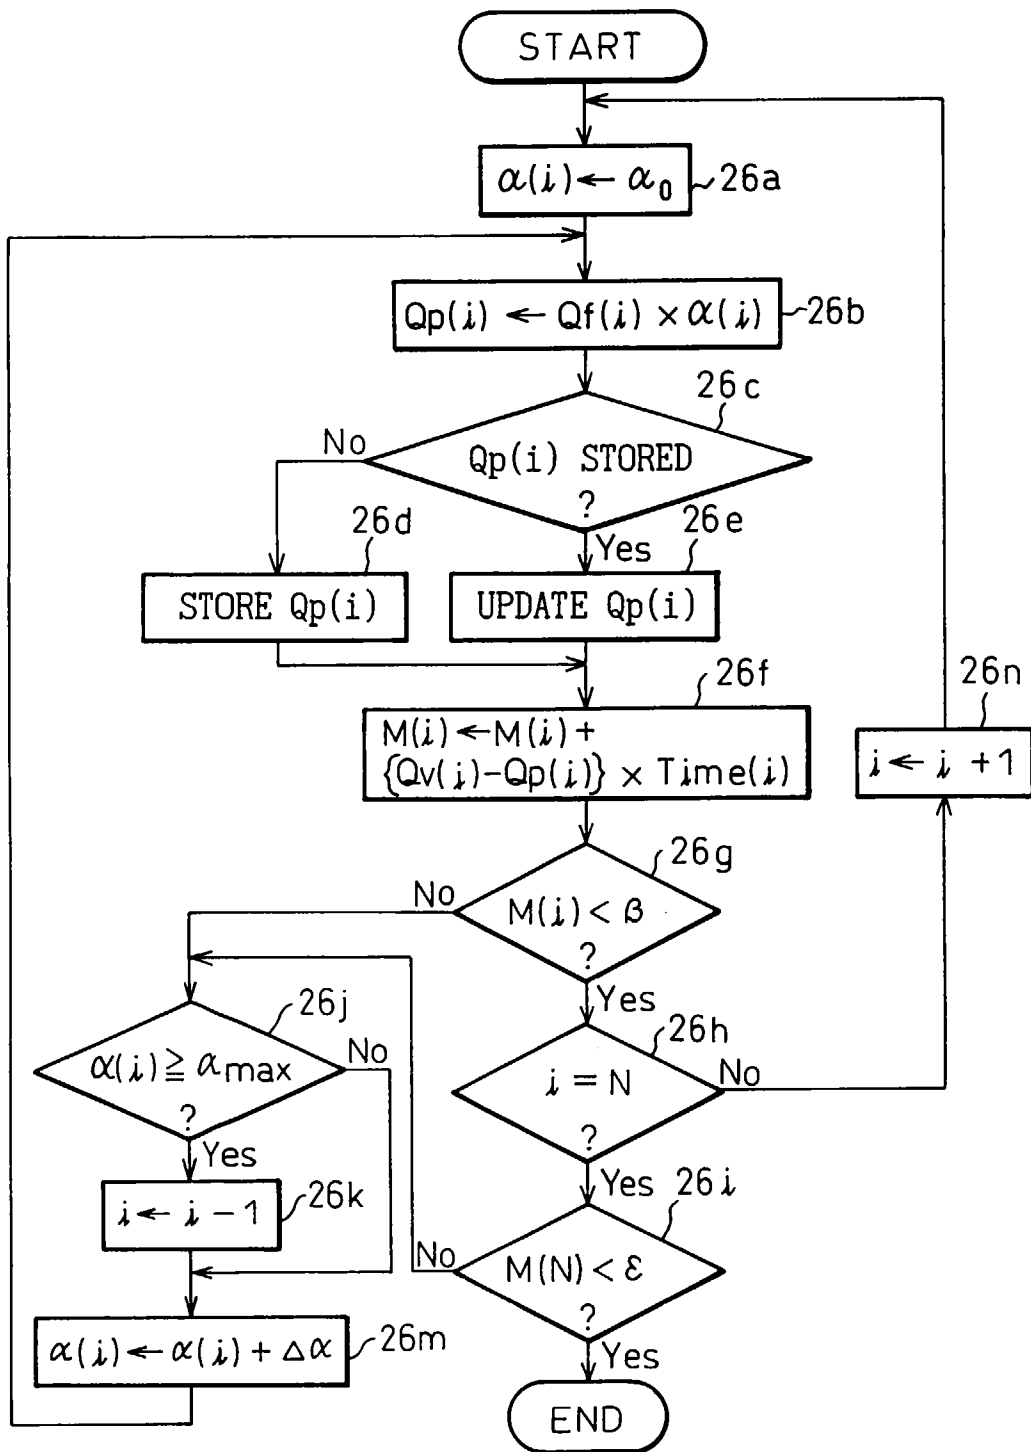 START
α(i) ← α₀
26a
Qp(i) ← Qf(i) × α(i)
26b
26c
No
Qp(i) STORED
?
Yes
26d
26e
STORE Qp(i)
UPDATE Qp(i)
26f
26n
M(i) ← M(i) +
{Qv(i)-Qp(i)} × Time(i)
i ← i + 1
26g
No
M(i) < β
?
Yes
26j
26h
α(i) ≧ αmax
No
i = N
No
?
?
Yes
Yes
26i
i ← i - 1
26k
No
M(N) < ε
?
α(i) ← α(i) + Δα
26m
Yes
END